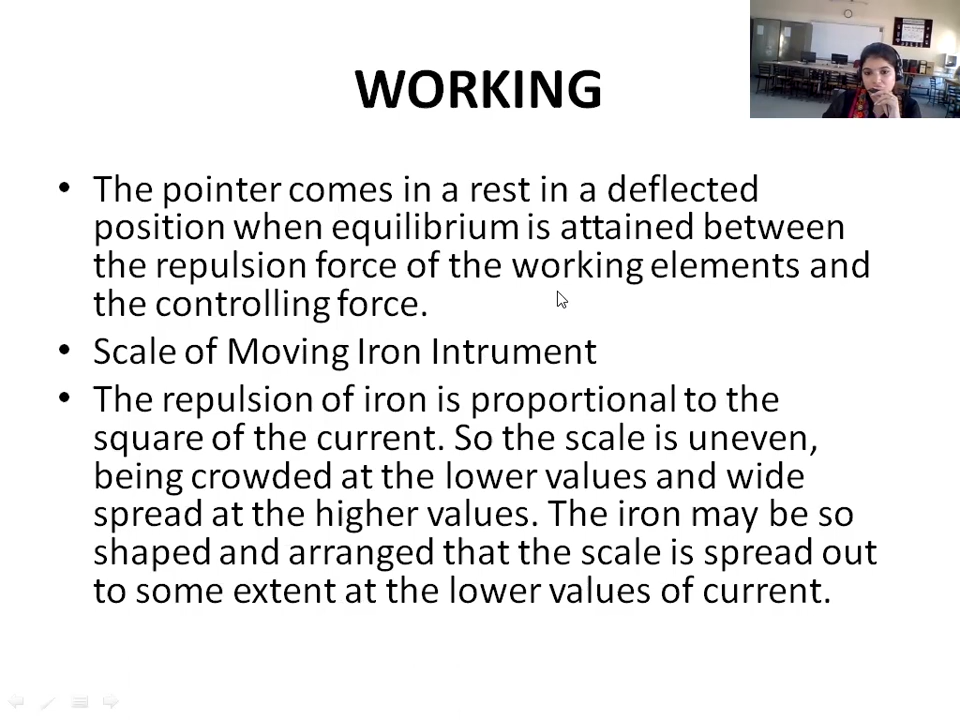 WORKING
• The pointer comes in a rest in a deflected
position when equilibrium is attained between
the repulsion force of the working elements and
the controlling force.
• Scale of Moving Iron Intrument
• The repulsion of iron is proportional to the
square of the current. So the scale is uneven,
being crowded at the lower values and wide
spread at the higher values. The iron may be so
shaped and arranged that the scale is spread out
to some extent at the lower values of current.